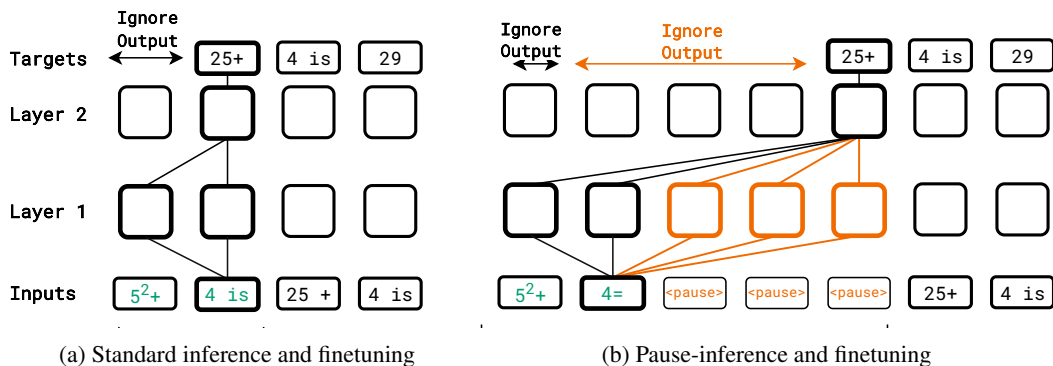 Ignore
Output
Targets
25+
4 is
29
Layer 2
Layer 1
Inputs
5²+
4 is
25 +
4 is
(a) Standard inference and finetuning
Ignore
Output
Ignore
Output
25+
4 is
29
5²+
4=
<pause>
<pause>
<pause>
25+
4 is
(b) Pause-inference and finetuning